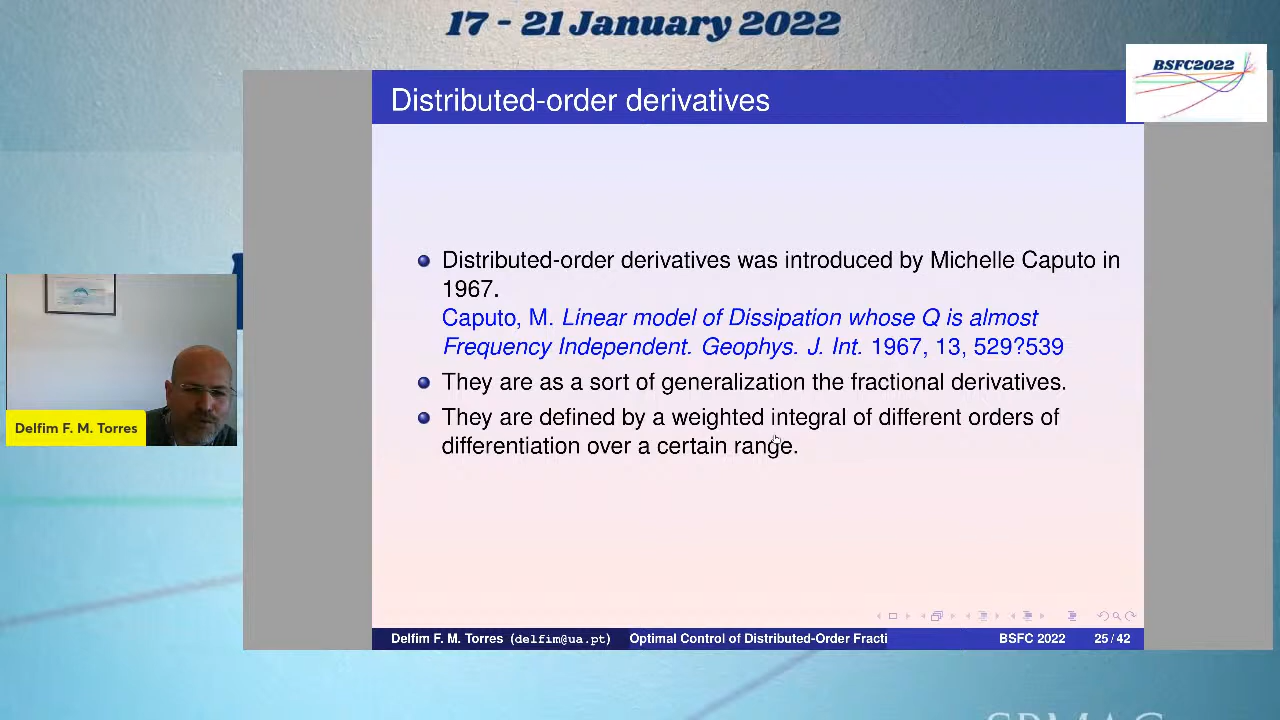 17 - 21 January 2022
BSFC2022
Distributed-order derivatives
Distributed-order derivatives was introduced by Michelle Caputo in
1967.
Caputo, M. Linear model of Dissipation whose Q is almost
Frequency Independent. Geophys. J. Int. 1967, 13, 529?539
They are as a sort of generalization the fractional derivatives.
They are defined by a weighted integral of different orders of
differentiation over a certain range.
Delfim F. M. Torres
Delfim F. M. Torres (delfim@ua.pt) Optimal Control of Distributed-Order Fracti BSFC 2022 25 / 42